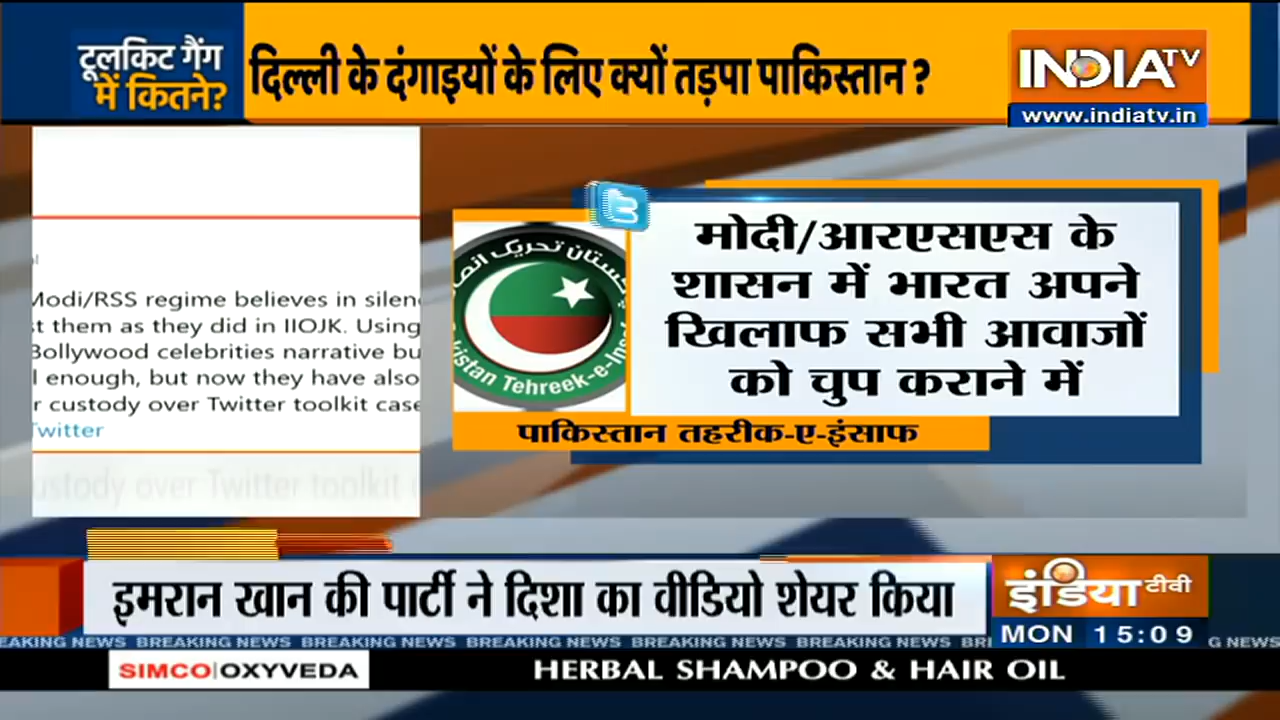 टूलकिट गैंग
में कितने?
दिल्ली के दंगाइयों के लिए क्यों तड़पा पाकिस्तान ?
INDIA TV
www.indiatv.in
Modi/RSS regime believes in silen
st them as they did in IIOJK. Using
Bollywood celebrities narrative bu
l enough, but now they have also
r custody over Twitter toolkit case
Twitter
custody over Twitter toolkit
Pakistan Tehreek-e-Insaf
मोदी/आरएसएस के
शासन में भारत अपने
खिलाफ सभी आवाजों
को चुप कराने में
पाकिस्तान तहरीक-ए-इंसाफ
इमरान खान की पार्टी ने दिशा का वीडियो शेयर किया
इंडिया टीवी
MON 15:09
BREAKING NEWS BREAKING NEWS BREAKING NEWS BREAKING NEWS BREAKING NEWS BREAKING NEWS G NEWS
SIMCO|OXYVEDA
HERBAL SHAMPOO & HAIR OIL